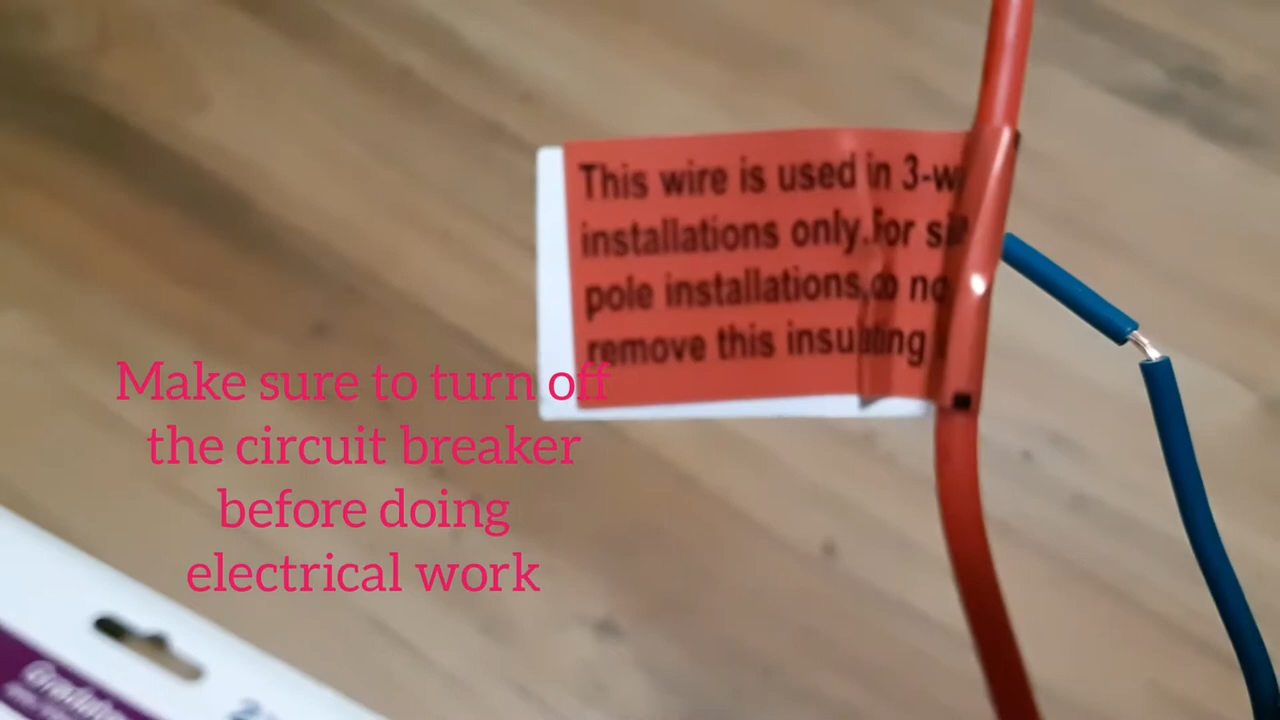 This wire is used in 3-w
installations only. For si
pole installations, do no
remove this insulating
Make sure to turn off
the circuit breaker
before doing
electrical work